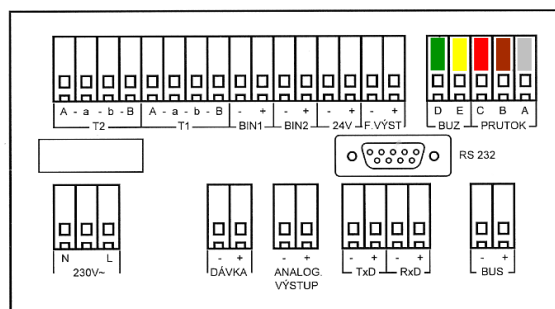 A - a - b - B A - a - b - B - + - + - + - + D E C B A
T2 T1 BIN1 BIN2 24V F.VÝST BUZ PRUTOK
RS 232
N L - + - + - + - + - +
230V~ DÁVKA ANALOG. TxD RxD BUS
VÝSTUP